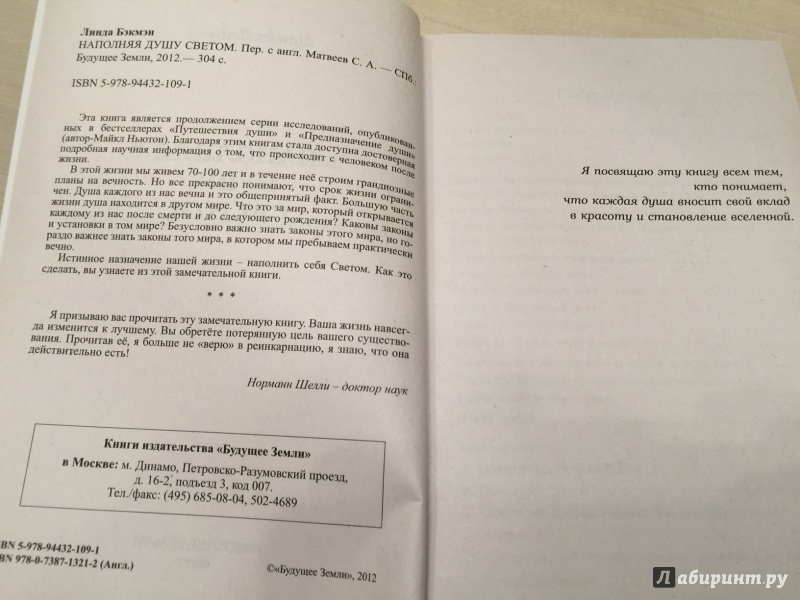 Линда Бэкмэн
НАПОЛНЯЯ ДУШУ СВЕТОМ. Пер. с англ. Матвеев С. А. — СПб.:
Будущее Земли, 2012.— 304 с.
ISBN 5-978-94432-109-1
Эта книга является продолжением серии исследований, опубликован-
ных в бестселлерах «Путешествия души» и «Предназначение души»
(автор-Майкл Ньютон). Благодаря этим книгам стала доступна достоверная
подробная научная информация о том, что происходит с человеком после
жизни.
В этой жизни мы живем 70-100 лет и в течение неё строим грандиозные
планы на вечность. Но все прекрасно понимают, что срок жизни ограни-
чен. Душа каждого из нас вечна и это общепринятый факт. Большую часть
жизни душа находится в другом мире. Что это за мир, который открывается
каждому из нас после смерти и до следующего рождения? Каковы законы
и установки в том мире? Безусловно важно знать законы этого мира, но го-
раздо важнее знать законы того мира, в котором мы пребываем практически
вечно.
Истинное назначение нашей жизни – наполнить себя Светом. Как это
сделать, вы узнаете из этой замечательной книги.
* * *
Я призываю вас прочитать эту замечательную книгу. Ваша жизнь навсег-
да изменится к лучшему. Вы обретёте потерянную цель вашего существо-
вания. Прочитав её, я больше не «верю» в реинкарнацию, я знаю, что она
действительно есть!
Норманн Шелли – доктор наук
Книги издательства «Будущее Земли»
в Москве: м. Динамо, Петровско-Разумовский проезд,
д. 16-2, подъезд 3, код 007.
Тел./факс: (495) 685-08-04, 502-4689
BN 5-978-94432-109-1
BN 978-0-7387-1321-2 (Англ.)
©«Будущее Земли», 2012
Я посвящаю эту книгу всем тем,
кто понимает,
что каждая душа вносит свой вклад
в красоту и становление вселенной.
Лабиринт.ру